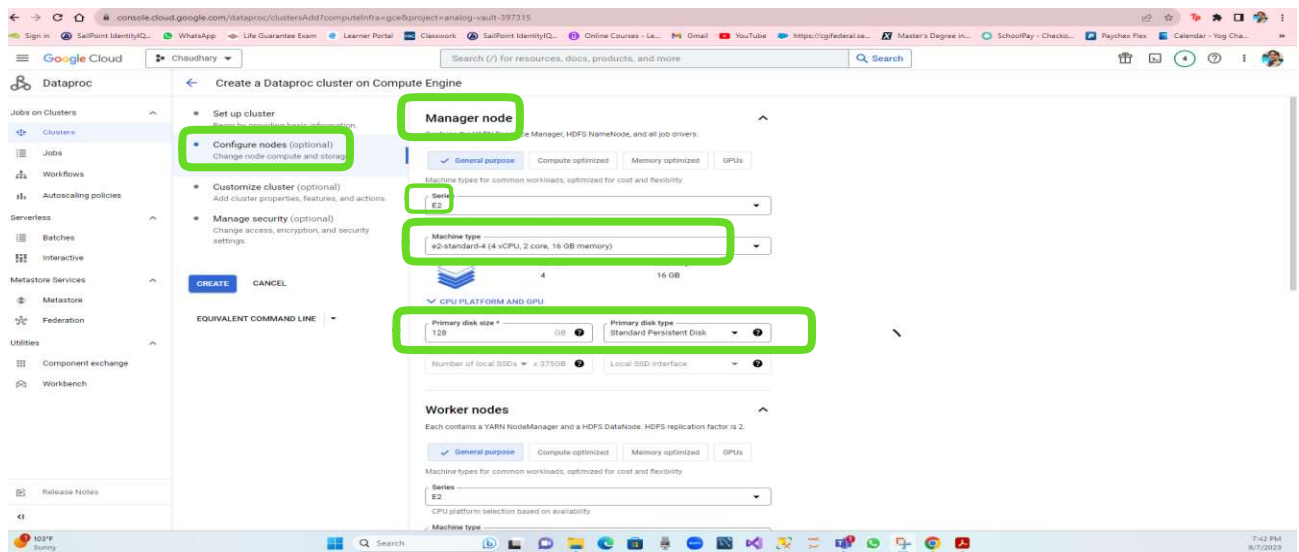 console.cloud.google.com/dataproc/clustersAdd?computeInfra=gce&project=analog-vault-397315
Sign in
SailPoint IdentityIQ...
WhatsApp
Life Guarantee Exam
Learner Portal
Classwork
SailPoint IdentityIQ...
Online Courses - Le...
Gmail
YouTube
https://cgifederal.se...
Master's Degree in...
SchoolPay - Checko...
Paychex Flex
Calendar - Yog Cha...
Google Cloud
Chaudhary
Search (/) for resources, docs, products, and more
Search
4
Dataproc
Create a Dataproc cluster on Compute Engine
Jobs on Clusters
Clusters
Jobs
Workflows
Autoscaling policies
Serverless
Batches
Interactive
Metastore Services
Metastore
Federation
Utilities
Component exchange
Workbench
Release Notes
Set up cluster
Begin by providing basic information.
Configure nodes (optional)
Change node compute and storage
Customize cluster (optional)
Add cluster properties, features, and actions.
Manage security (optional)
Change access, encryption, and security
settings.
CREATE
CANCEL
EQUIVALENT COMMAND LINE
Manager node
Manager, HDFS NameNode, and all job drivers.
General purpose
Compute optimized
Memory optimized
GPUs
Machine types for common workloads, optimized for cost and flexibility
Series
E2
Machine type
e2-standard-4 (4 vCPU, 2 core, 16 GB memory)
4
16 GB
CPU PLATFORM AND GPU
Primary disk size *
128
GB
Primary disk type
Standard Persistent Disk
Number of local SSDs
x 375GB
Local SSD Interface
Worker nodes
Each contains a YARN NodeManager and a HDFS DataNode. HDFS replication factor is 2.
General purpose
Compute optimized
Memory optimized
GPUs
Machine types for common workloads, optimized for cost and flexibility
Series
E2
CPU platform selection based on availability
Machine type
103°F
Sunny
Search
7:42 PM
9/7/2023